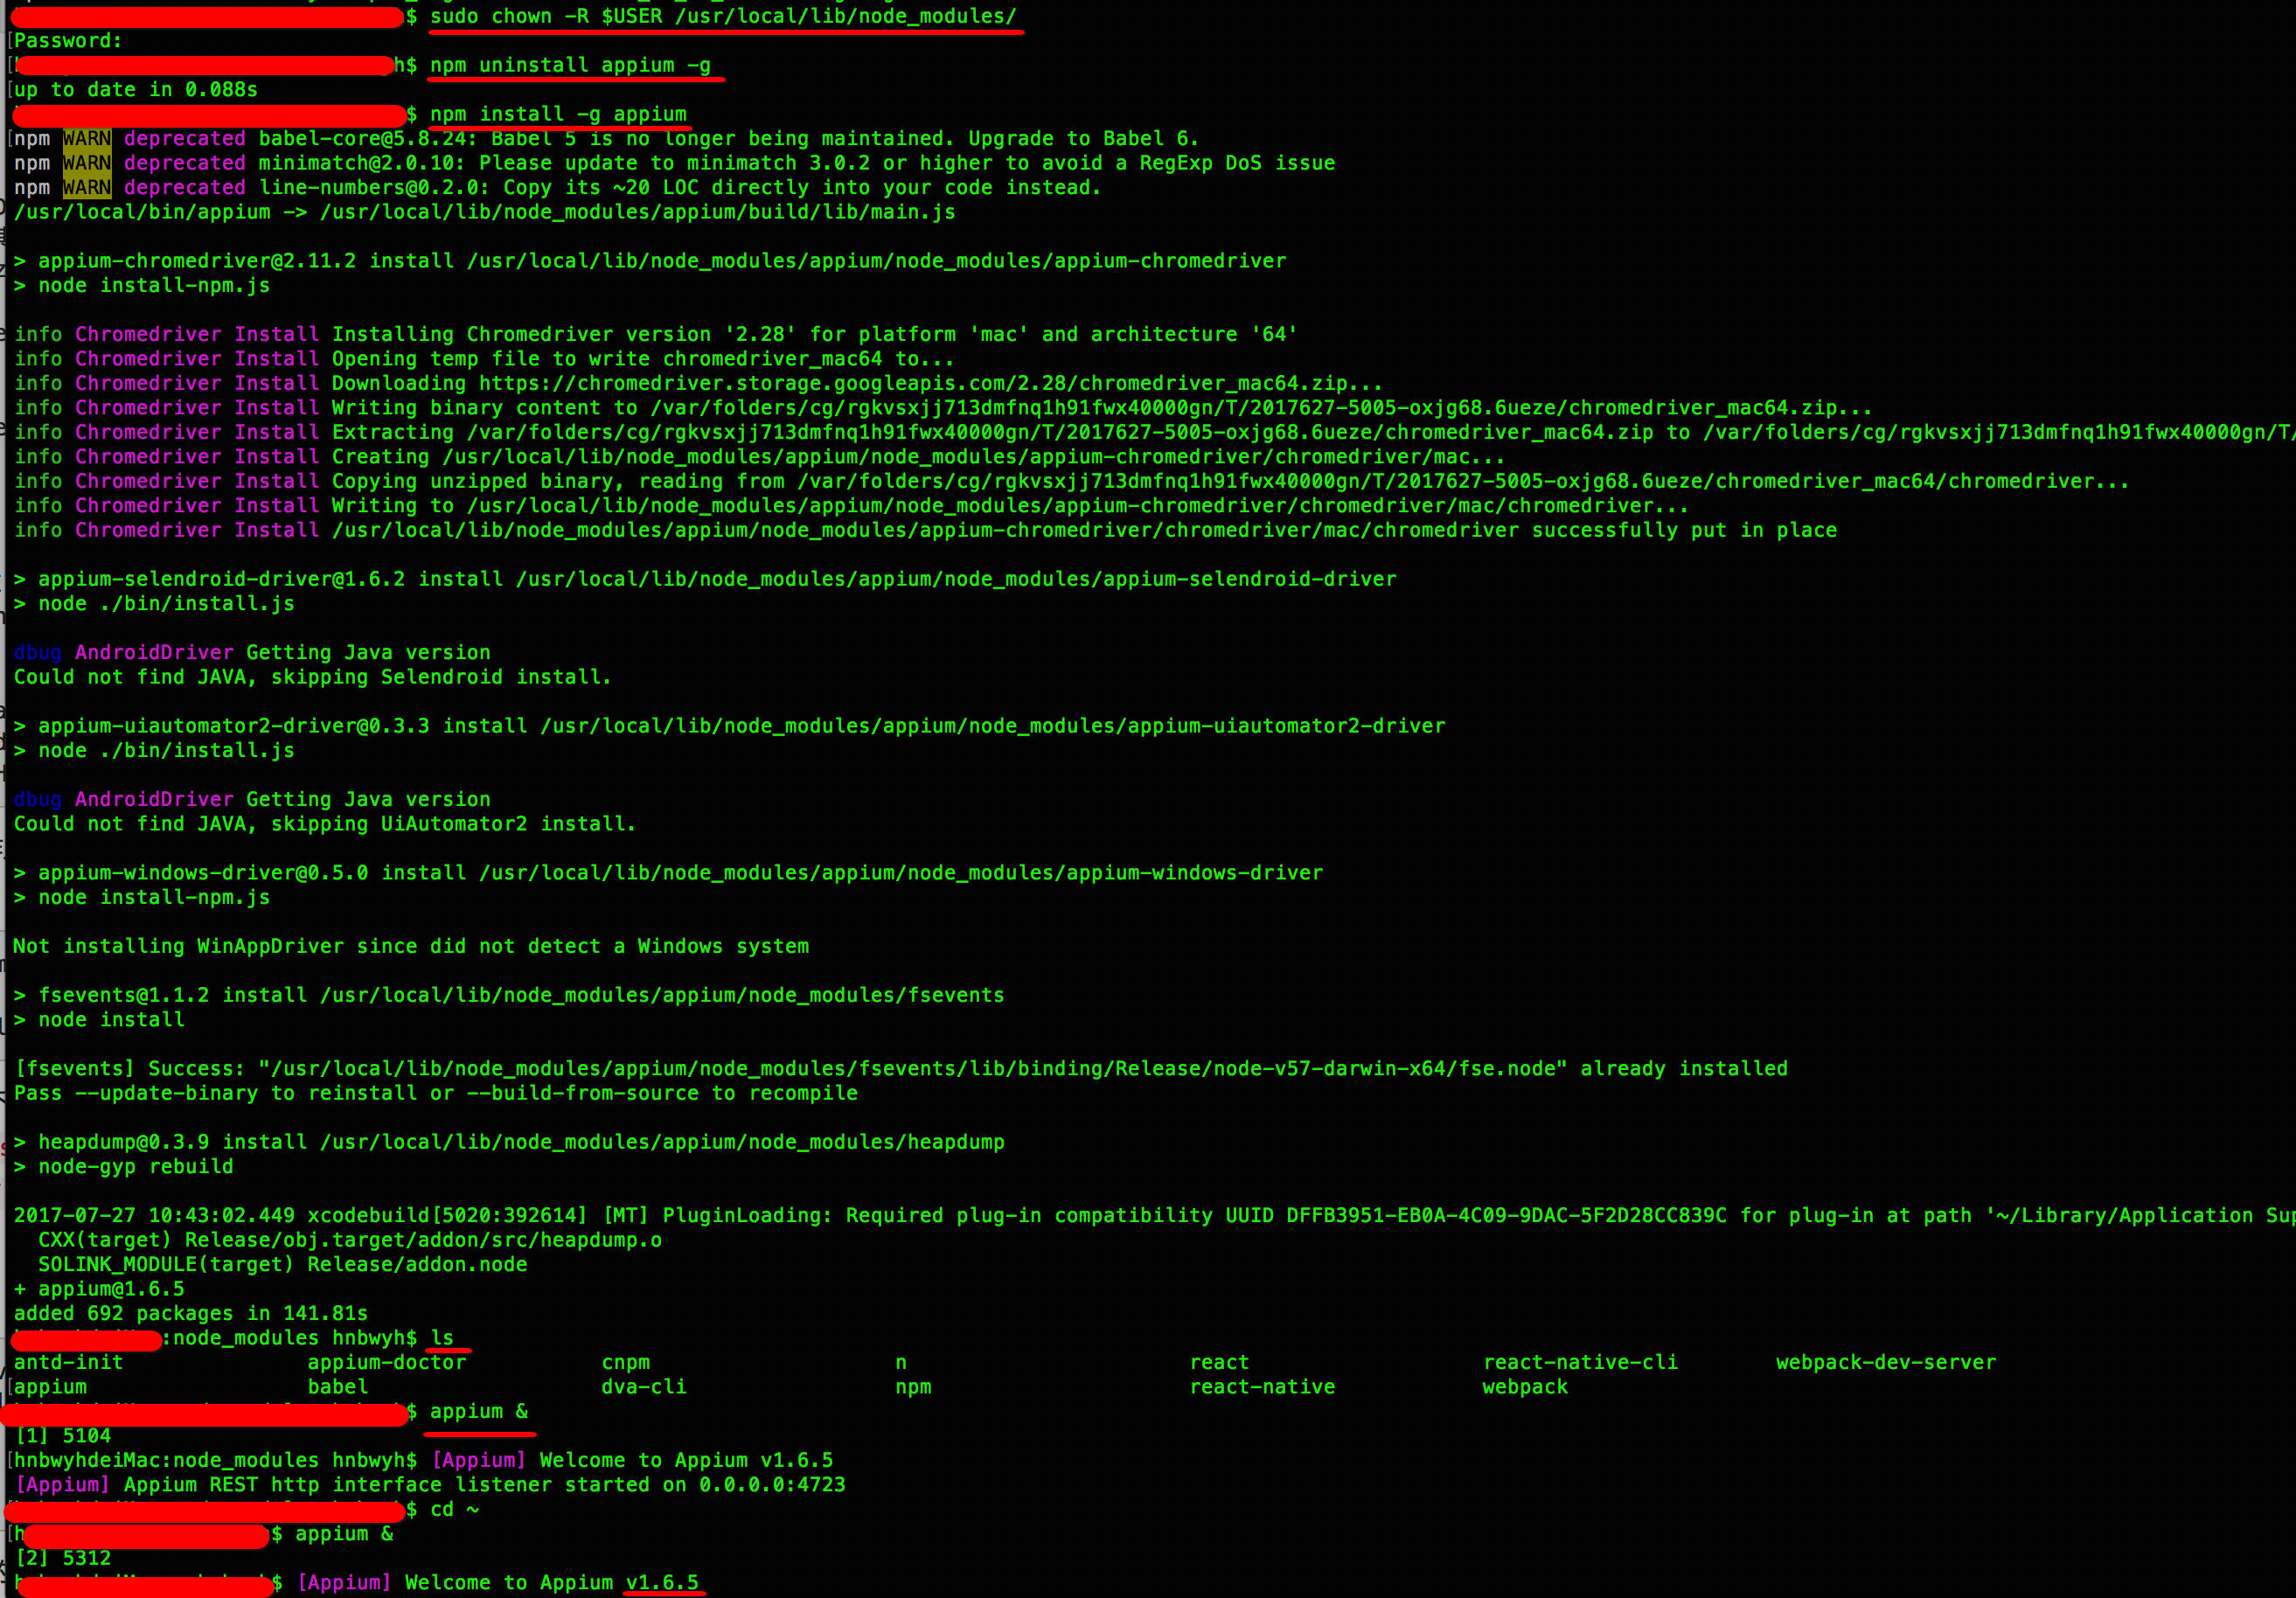 $ sudo chown -R $USER /usr/local/lib/node_modules/
Password:
h$ npm uninstall appium -g
up to date in 0.088s
$ npm install -g appium
npm WARN deprecated babel-core@5.8.24: Babel 5 is no longer being maintained. Upgrade to Babel 6.
npm WARN deprecated minimatch@2.0.10: Please update to minimatch 3.0.2 or higher to avoid a RegExp DoS issue
npm WARN deprecated line-numbers@0.2.0: Copy its ~20 LOC directly into your code instead.
/usr/local/bin/appium -> /usr/local/lib/node_modules/appium/build/lib/main.js
> appium-chromedriver@2.11.2 install /usr/local/lib/node_modules/appium/node_modules/appium-chromedriver
> node install-npm.js
info Chromedriver Install Installing Chromedriver version '2.28' for platform 'mac' and architecture '64'
info Chromedriver Install Opening temp file to write chromedriver_mac64 to...
info Chromedriver Install Downloading https://chromedriver.storage.googleapis.com/2.28/chromedriver_mac64.zip...
info Chromedriver Install Writing binary content to /var/folders/cg/rgkvsxjj713dmfnq1h91fwx40000gn/T/2017627-5005-oxjg68.6ueze/chromedriver_mac64.zip...
info Chromedriver Install Extracting /var/folders/cg/rgkvsxjj713dmfnq1h91fwx40000gn/T/2017627-5005-oxjg68.6ueze/chromedriver_mac64.zip to /var/folders/cg/rgkvsxjj713dmfnq1h91fwx40000gn/T/
info Chromedriver Install Creating /usr/local/lib/node_modules/appium/node_modules/appium-chromedriver/chromedriver/mac...
info Chromedriver Install Copying unzipped binary, reading from /var/folders/cg/rgkvsxjj713dmfnq1h91fwx40000gn/T/2017627-5005-oxjg68.6ueze/chromedriver_mac64/chromedriver...
info Chromedriver Install Writing to /usr/local/lib/node_modules/appium/node_modules/appium-chromedriver/chromedriver/mac/chromedriver...
info Chromedriver Install /usr/local/lib/node_modules/appium/node_modules/appium-chromedriver/chromedriver/mac/chromedriver successfully put in place
> appium-selendroid-driver@1.6.2 install /usr/local/lib/node_modules/appium/node_modules/appium-selendroid-driver
> node ./bin/install.js
dbug AndroidDriver Getting Java version
Could not find JAVA, skipping Selendroid install.
> appium-uiautomator2-driver@0.3.3 install /usr/local/lib/node_modules/appium/node_modules/appium-uiautomator2-driver
> node ./bin/install.js
dbug AndroidDriver Getting Java version
Could not find JAVA, skipping UiAutomator2 install.
> appium-windows-driver@0.5.0 install /usr/local/lib/node_modules/appium/node_modules/appium-windows-driver
> node install-npm.js
Not installing WinAppDriver since did not detect a Windows system
> fsevents@1.1.2 install /usr/local/lib/node_modules/appium/node_modules/fsevents
> node install
[fsevents] Success: "/usr/local/lib/node_modules/appium/node_modules/fsevents/lib/binding/Release/node-v57-darwin-x64/fse.node" already installed
Pass --update-binary to reinstall or --build-from-source to recompile
> heapdump@0.3.9 install /usr/local/lib/node_modules/appium/node_modules/heapdump
> node-gyp rebuild
2017-07-27 10:43:02.449 xcodebuild[5020:392614] [MT] PluginLoading: Required plug-in compatibility UUID DFFB3951-EB0A-4C09-9DAC-5F2D28CC839C for plug-in at path '~/Library/Application Sup
CXX(target) Release/obj.target/addon/src/heapdump.o
SOLINK_MODULE(target) Release/addon.node
+ appium@1.6.5
added 692 packages in 141.81s
:node_modules hnbwyh$ ls
antd-init appium-doctor cnpm n react react-native-cli webpack-dev-server
appium babel dva-cli npm react-native webpack
$ appium &
[1] 5104
hnbwyhdeiMac:node_modules hnbwyh$ [Appium] Welcome to Appium v1.6.5
[Appium] Appium REST http interface listener started on 0.0.0.0:4723
$ cd ~
h $ appium &
[2] 5312
$ [Appium] Welcome to Appium v1.6.5